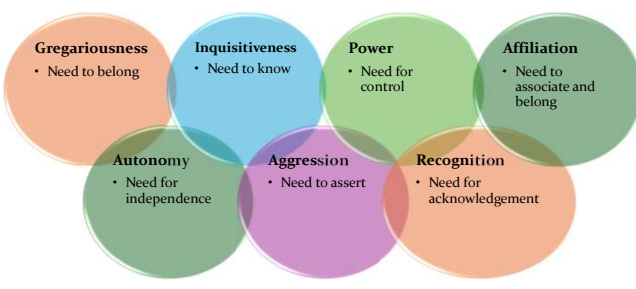 Gregariousness
• Need to belong
Inquisitiveness
• Need to know
Power
• Need for
control
Affiliation
• Need to
associate and
belong
Autonomy
• Need for
independence
Aggression
• Need to assert
Recognition
• Need for
acknowledgement